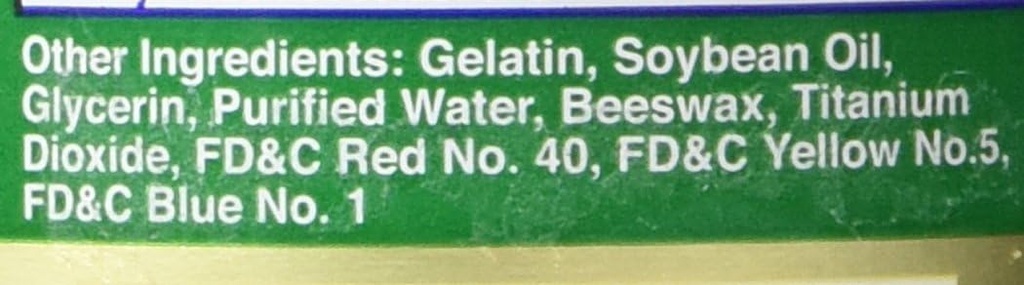 Other Ingredients: Gelatin, Soybean Oil,
Glycerin, Purified Water, Beeswax, Titanium
Dioxide, FD&C Red No. 40, FD&C Yellow No.5,
FD&C Blue No. 1